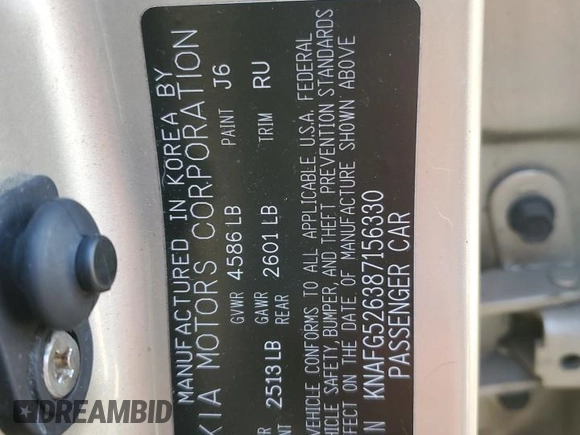 MANUFACTURED IN KOREA BY
KIA MOTORS CORPORATION
GVWR PAINT
4586 LB J6
GAWR TRIM
2513 LB REAR 2601 LB RU
VEHICLE CONFORMS TO ALL APPLICABLE U.S.A. FEDERAL
VEHICLE SAFETY, BUMPER, AND THEFT PREVENTION STANDARDS
EFFECT ON THE DATE OF MANUFACTURE SHOWN ABOVE
KNAFG526387156330
PASSENGER CAR
DREAMBID